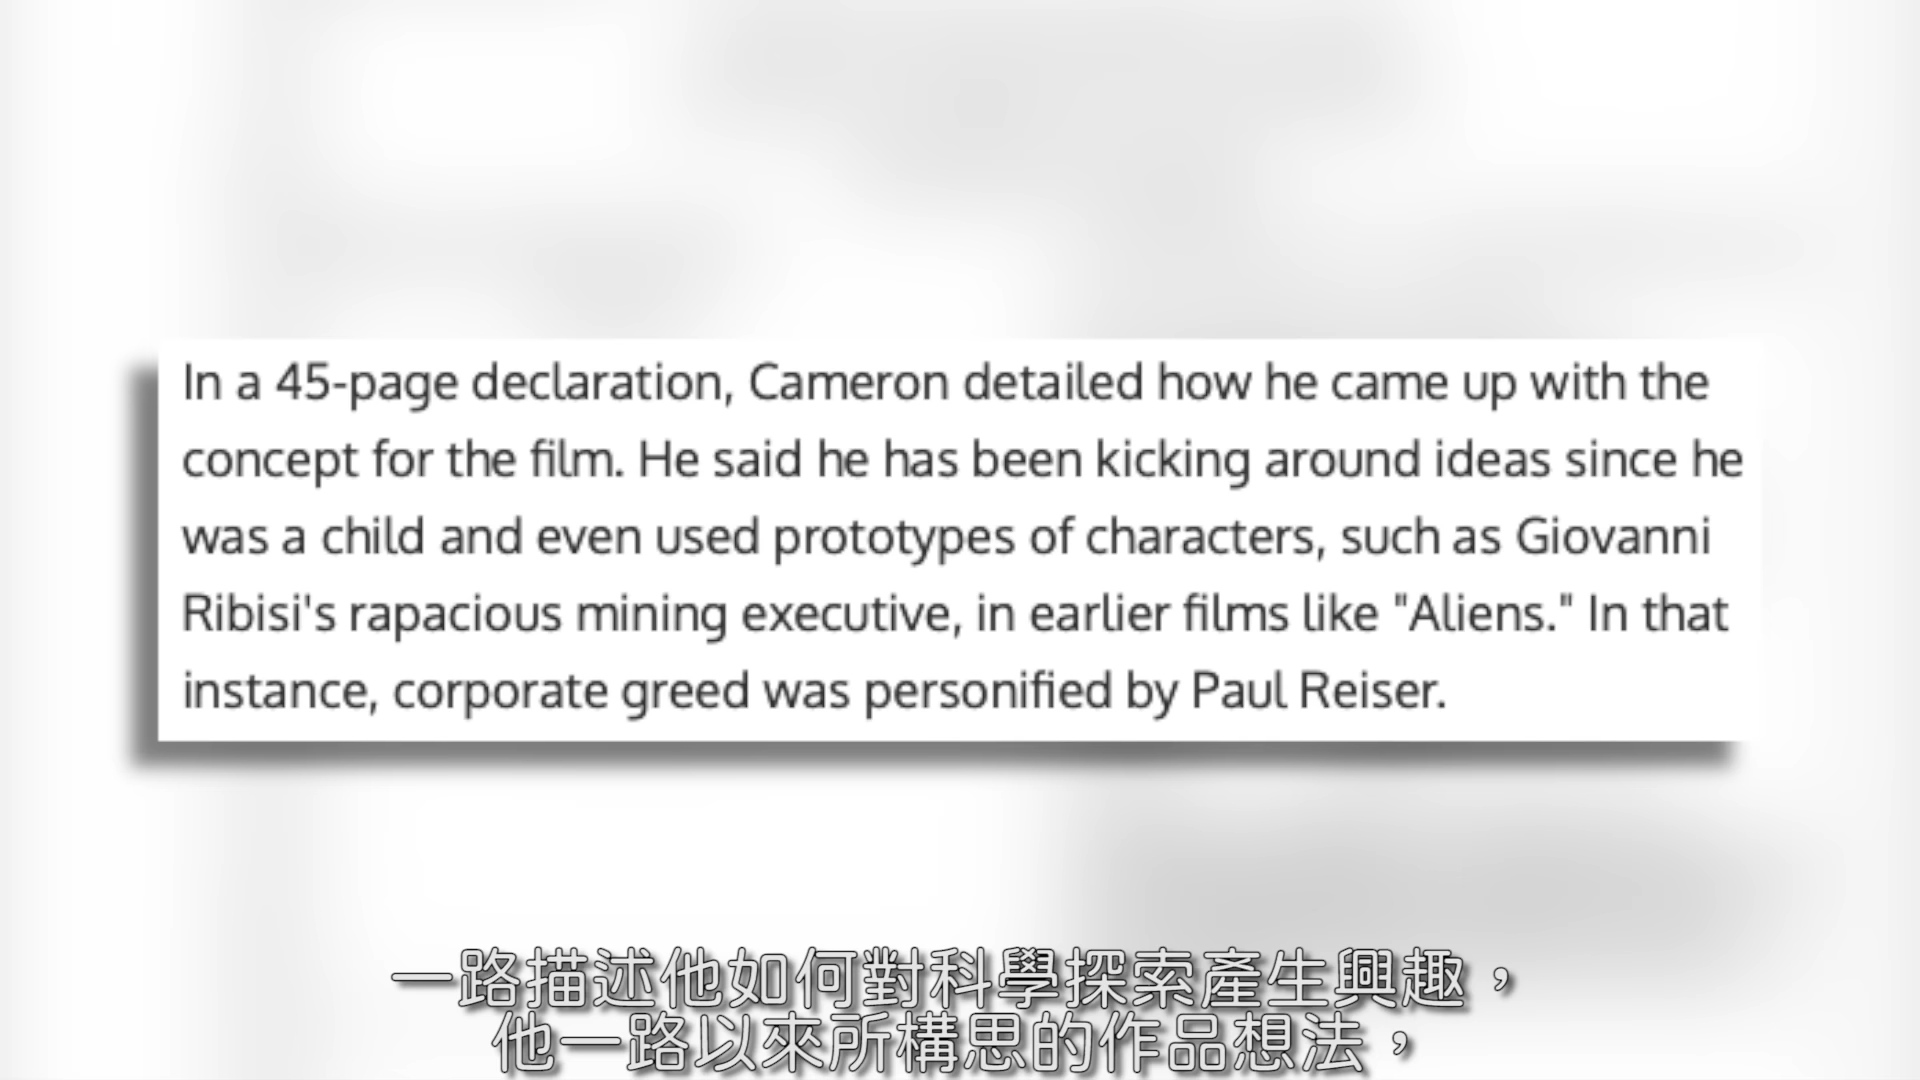 In a 45-page declaration, Cameron detailed how he came up with the
concept for the film. He said he has been kicking around ideas since he
was a child and even used prototypes of characters, such as Giovanni
Ribisi's rapacious mining executive, in earlier films like "Aliens." In that
instance, corporate greed was personified by Paul Reiser.
一路描述他如何對科學探索產生興趣，
他一路以來所構思的作品想法，